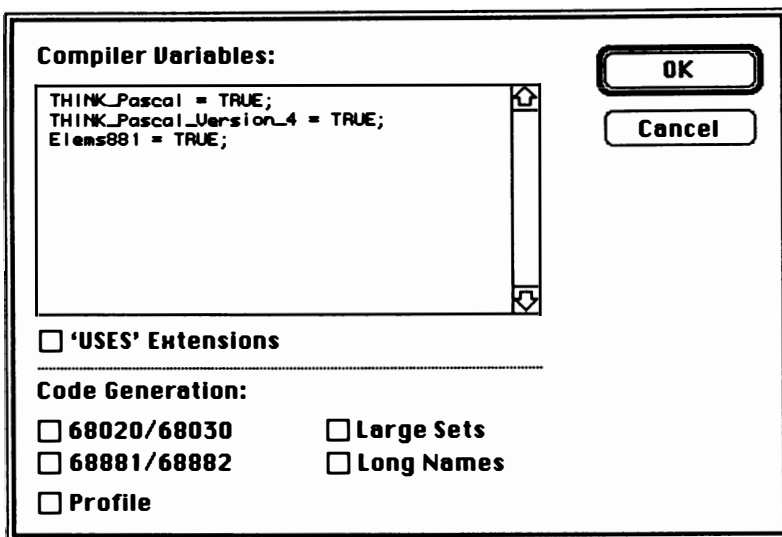 Compiler Variables:
THINK_Pascal = TRUE;
THINK_Pascal_Version_4 = TRUE;
Elems881 = TRUE;
OK
Cancel
'USES' Extensions
Code Generation:
68020/68030
Large Sets
68881/68882
Long Names
Profile